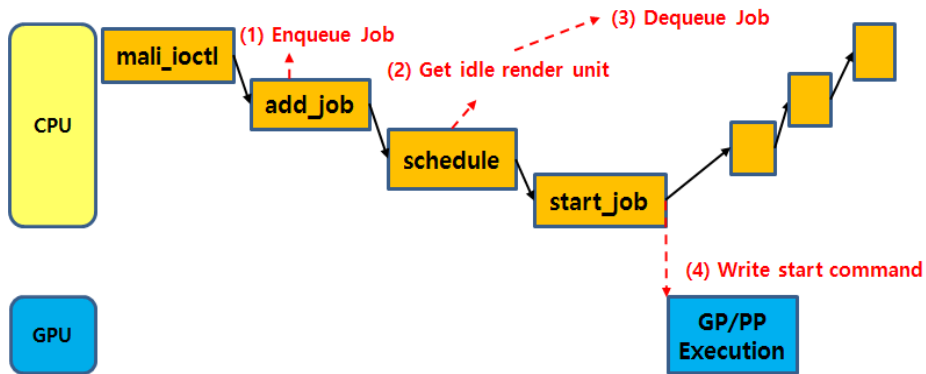 (3) Dequeue Job
mali_ioctl
(1) Enqueue Job
(2) Get idle render unit
add_job
CPU
schedule
start_job
(4) Write start command
GPU
GP/PP
Execution